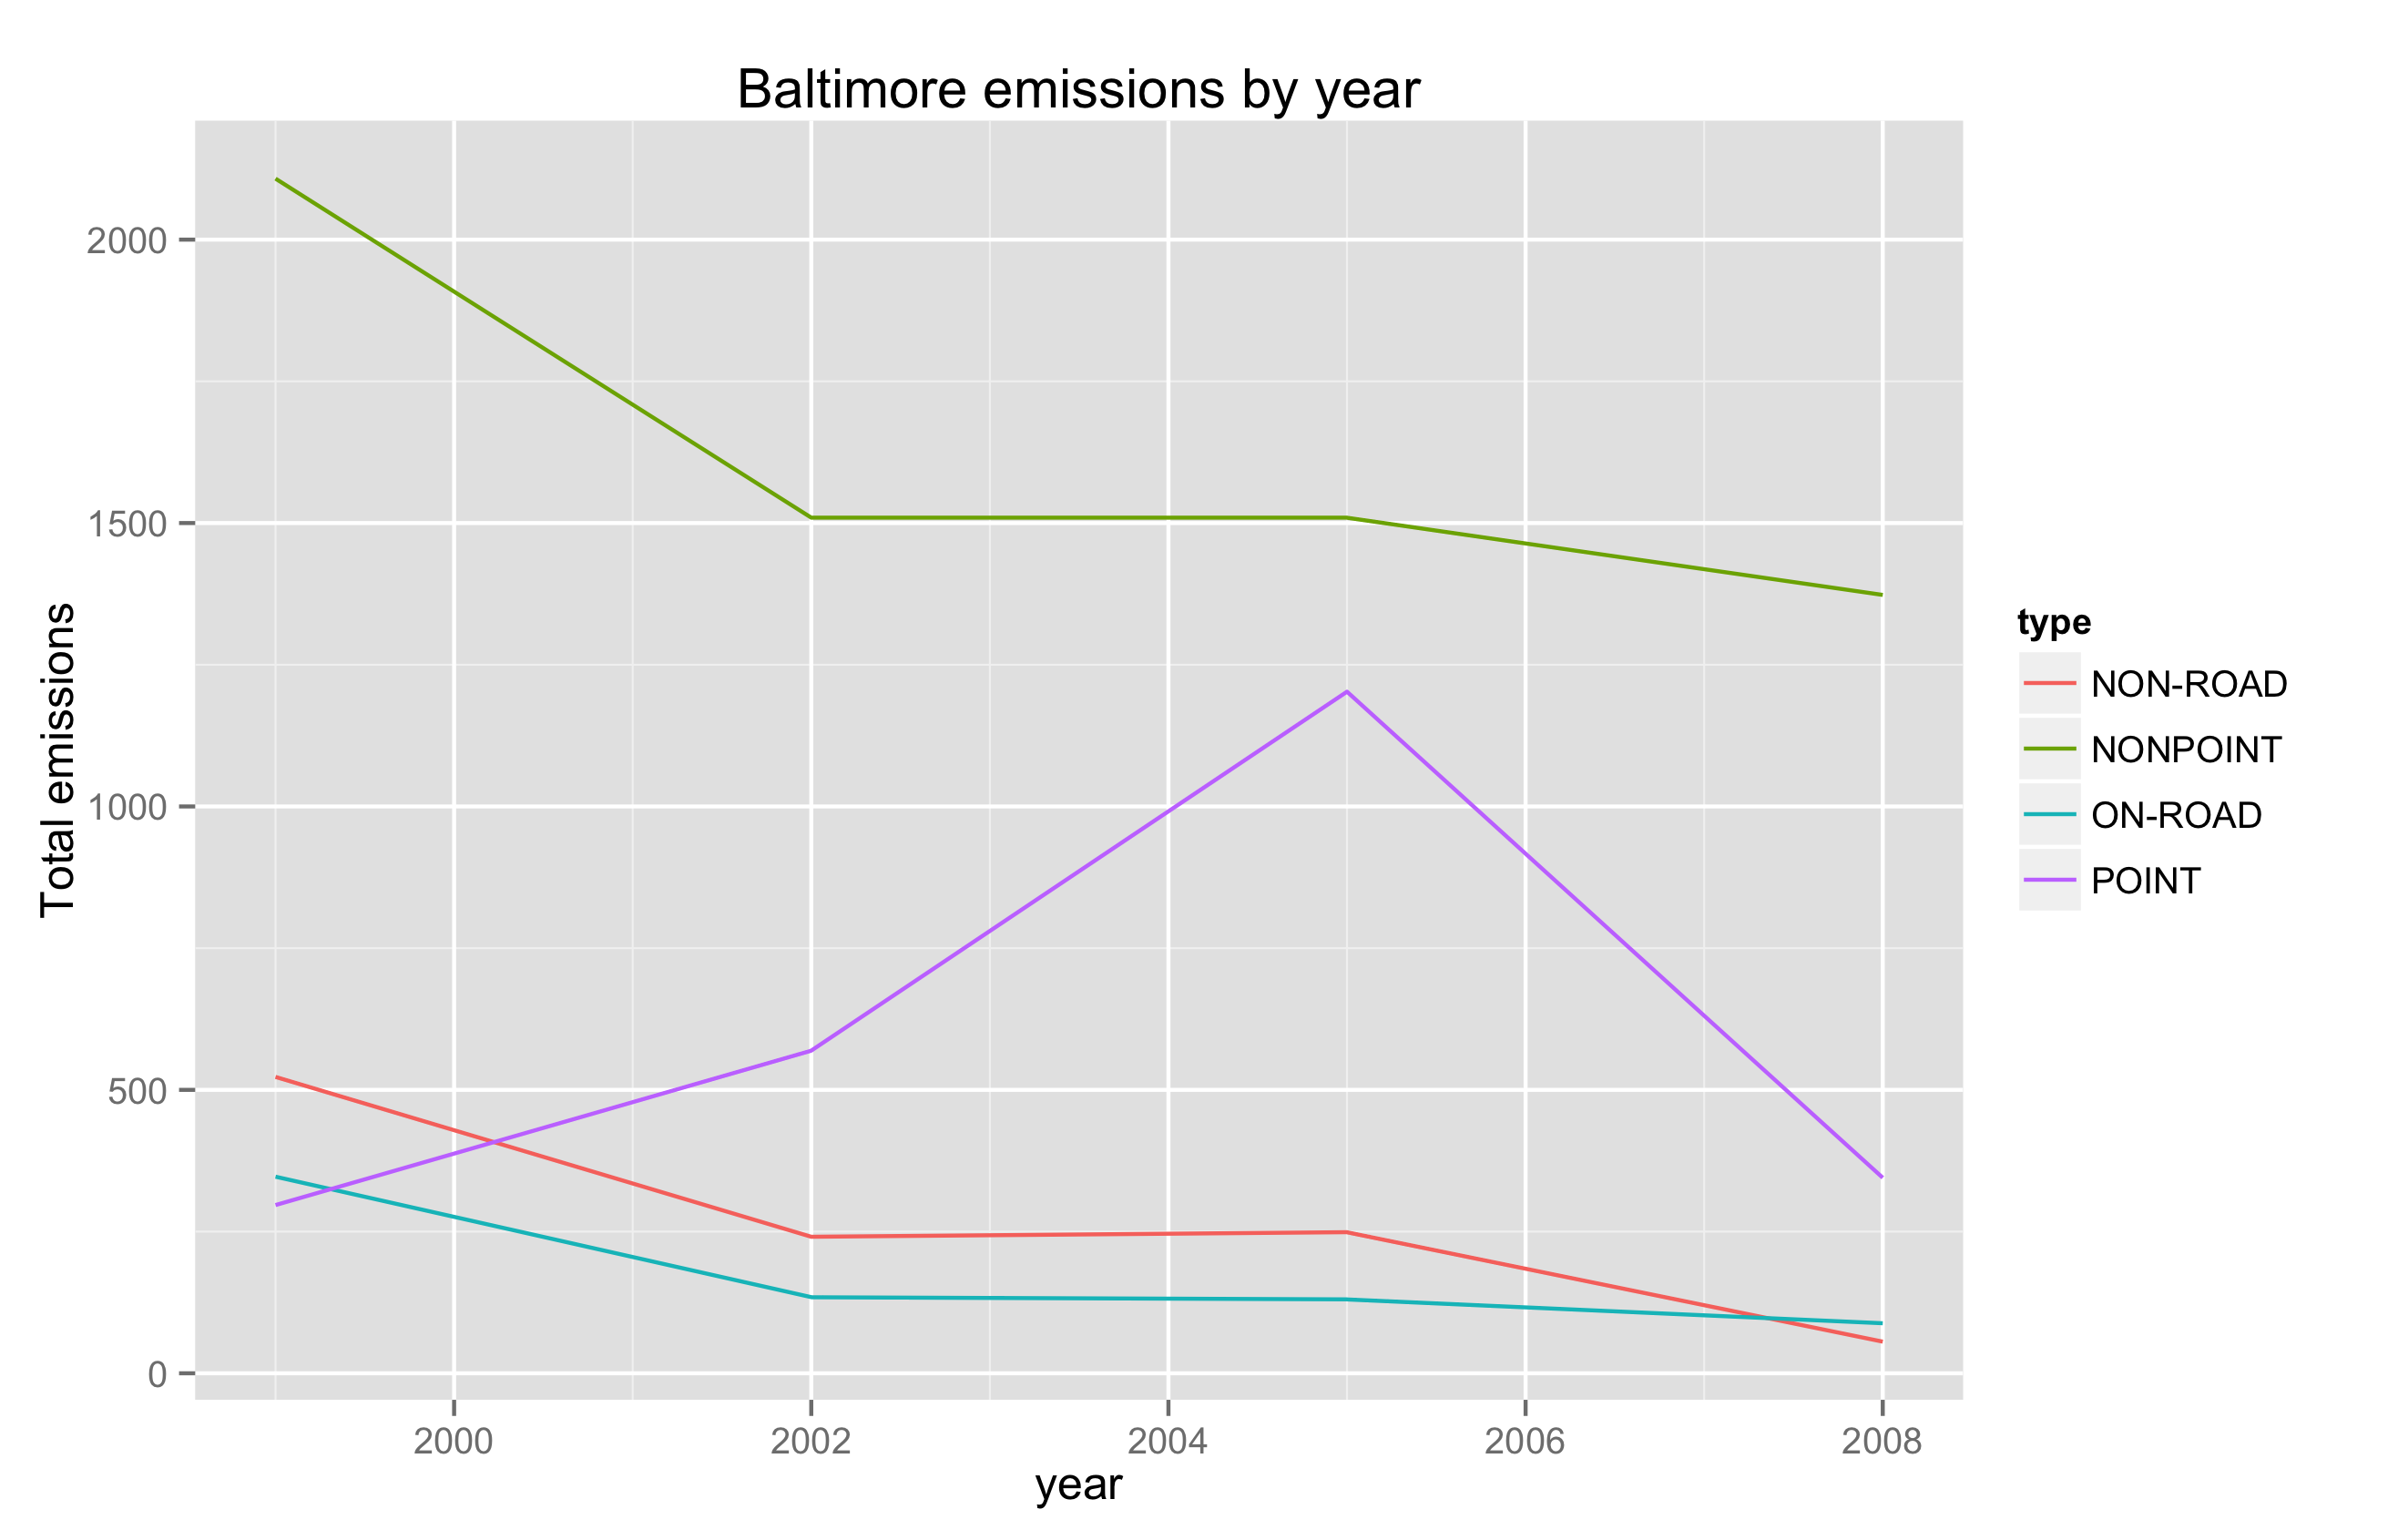 Baltimore emissions by year
Total emissions
2000
1500
1000
500
0
2000 2002 2004 2006 2008
year
type
NON-ROAD
NONPOINT
ON-ROAD
POINT